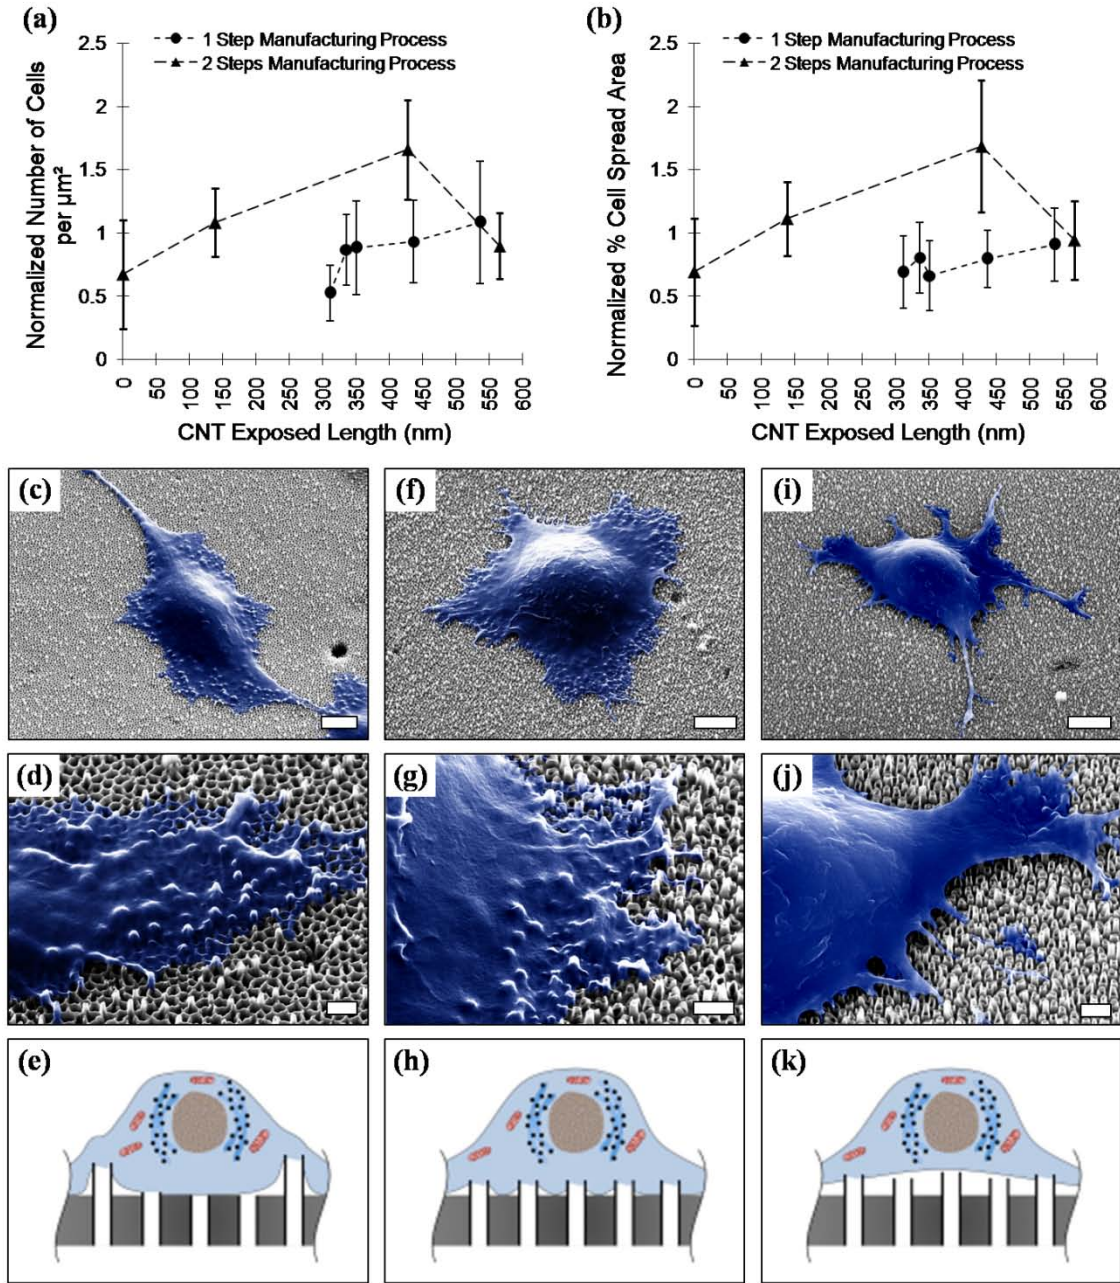 (a)
2.5
2
1.5
1
0.5
0
1 Step Manufacturing Process
2 Steps Manufacturing Process
Normalized Number of Cells
per µm²
0
50
100
150
200
250
300
350
400
450
500
550
600
CNT Exposed Length (nm)
(b)
2.5
2
1.5
1
0.5
0
1 Step Manufacturing Process
2 Steps Manufacturing Process
Normalized % Cell Spread Area
0
50
100
150
200
250
300
350
400
450
500
550
600
CNT Exposed Length (nm)
(c)
(f)
(i)
(d)
(g)
(j)
(e)
(h)
(k)